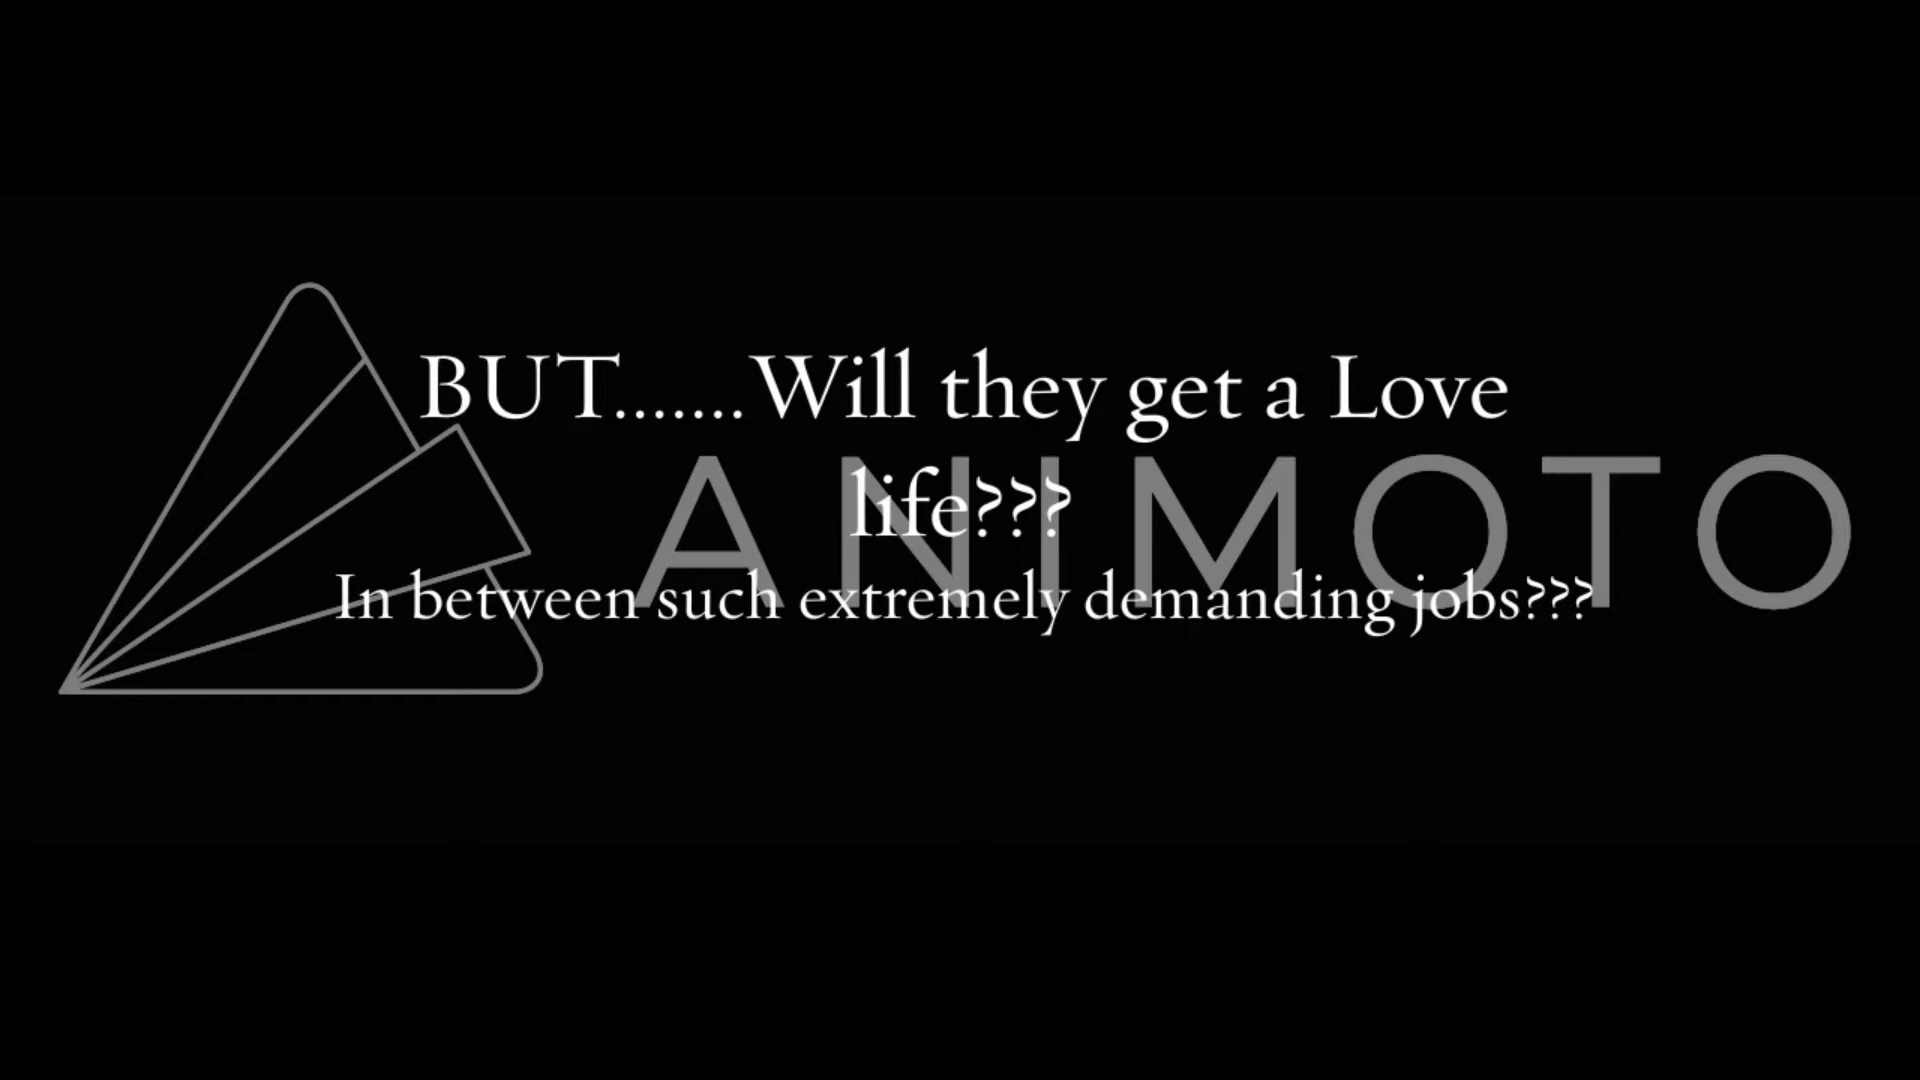 BUT.......Will they get a Love
life???
ANIMOTO
In between such extremely demanding jobs???